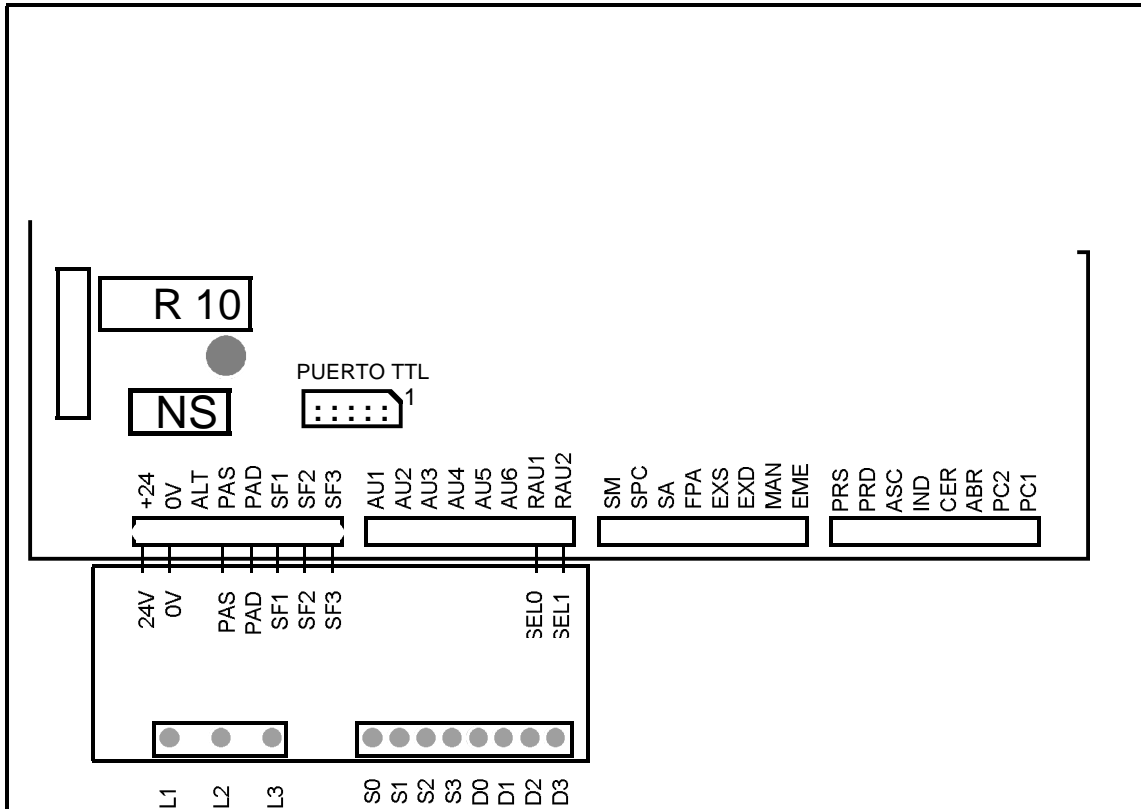 R 10
PUERTO TTL
1
NS
+24 0V ALT PAS PAD SF1 SF2 SF3 AU1 AU2 AU3 AU4 AU5 AU6 RAU1 RAU2 SM SPC SA FPA EXS EXD MAN EME PRS PRD ASC IND CER ABR PC2 PC1
24V 0V PAS PAD SF1 SF2 SF3 SEL0 SEL1
L1 L2 L3 S0 S1 S2 S3 D0 D1 D2 D3